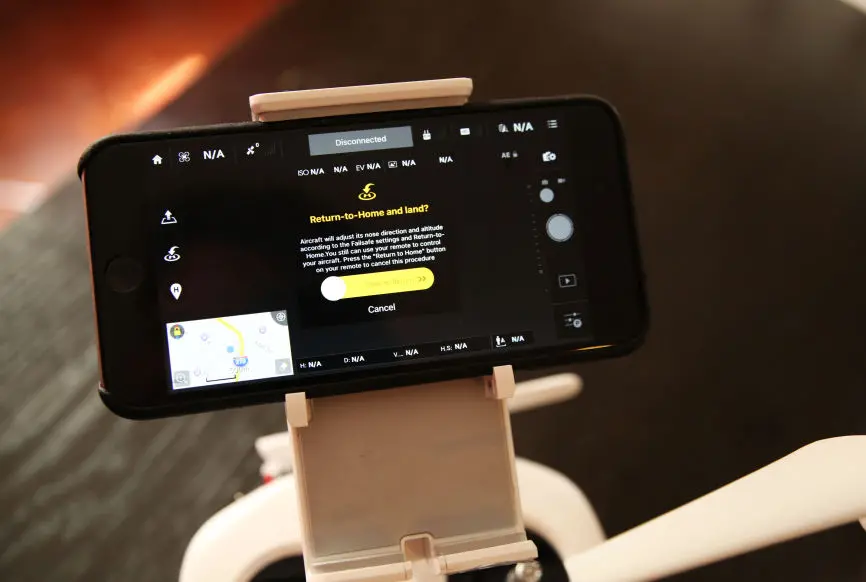 Disconnected
N/A
0
N/A
ISO N/A N/A EV N/A N/A N/A
AE
Return-to-Home and land?
Aircraft will adjust its nose direction and altitude
according to the Failsafe settings and Return-to-
Home.You still can use your remote to control
your aircraft. Press the "Return to Home" button
on your remote to cancel this procedure
Cancel
H
H: N/A D: N/A V... N/A H.S: N/A N/A